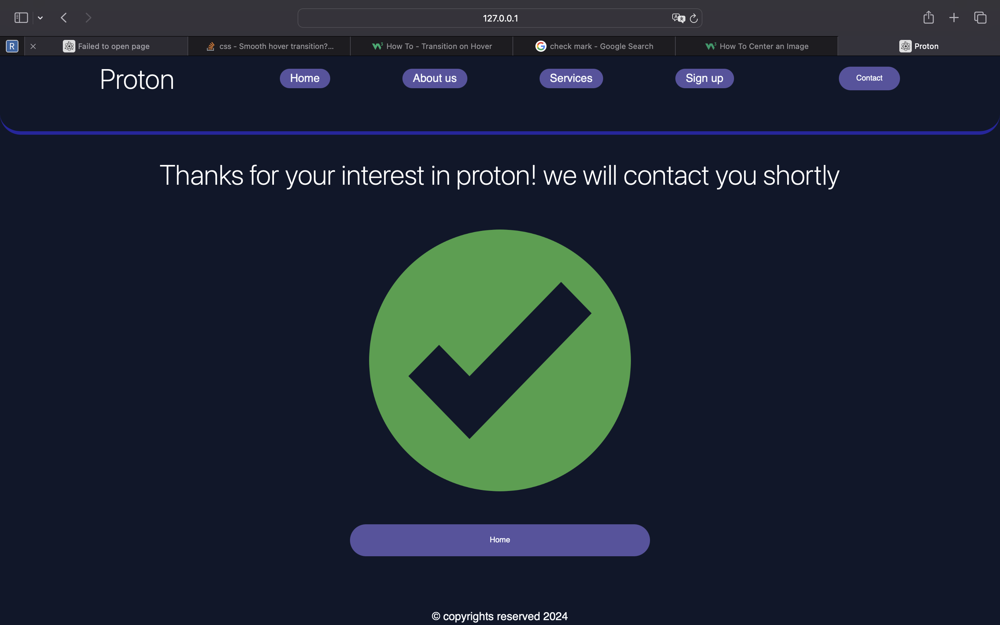 127.0.0.1
R
Failed to open page
css - Smooth hover transition?...
How To - Transition on Hover
check mark - Google Search
How To Center an Image
Proton
Proton
Home
About us
Services
Sign up
Contact
Thanks for your interest in proton! we will contact you shortly
Home
© copyrights reserved 2024